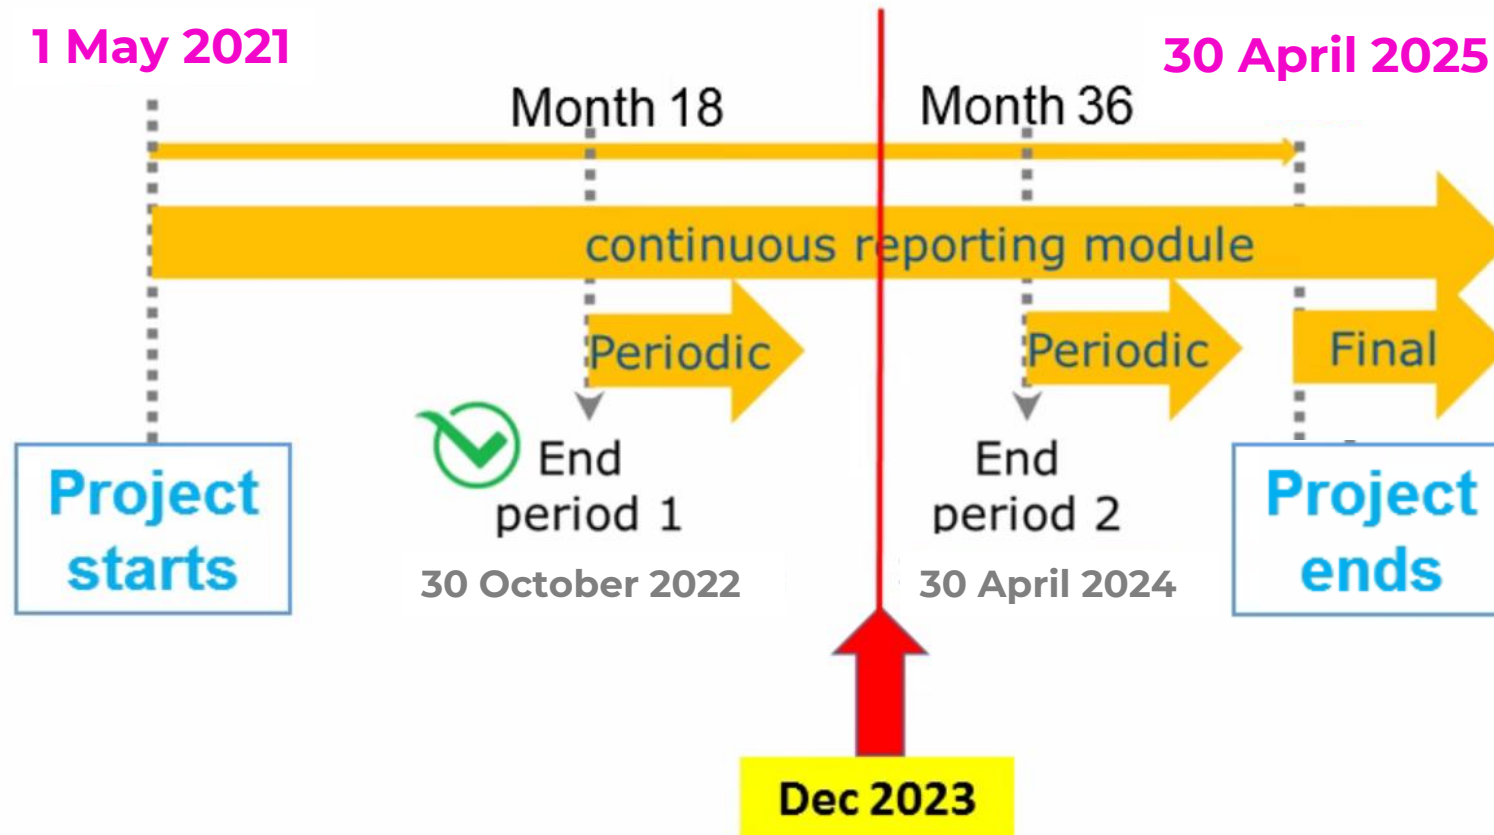 1 May 2021
30 April 2025
Month 18
Month 36
continuous reporting module
Periodic
Periodic
Final
Project
starts
End
period 1
End
period 2
Project
ends
30 October 2022
30 April 2024
Dec 2023